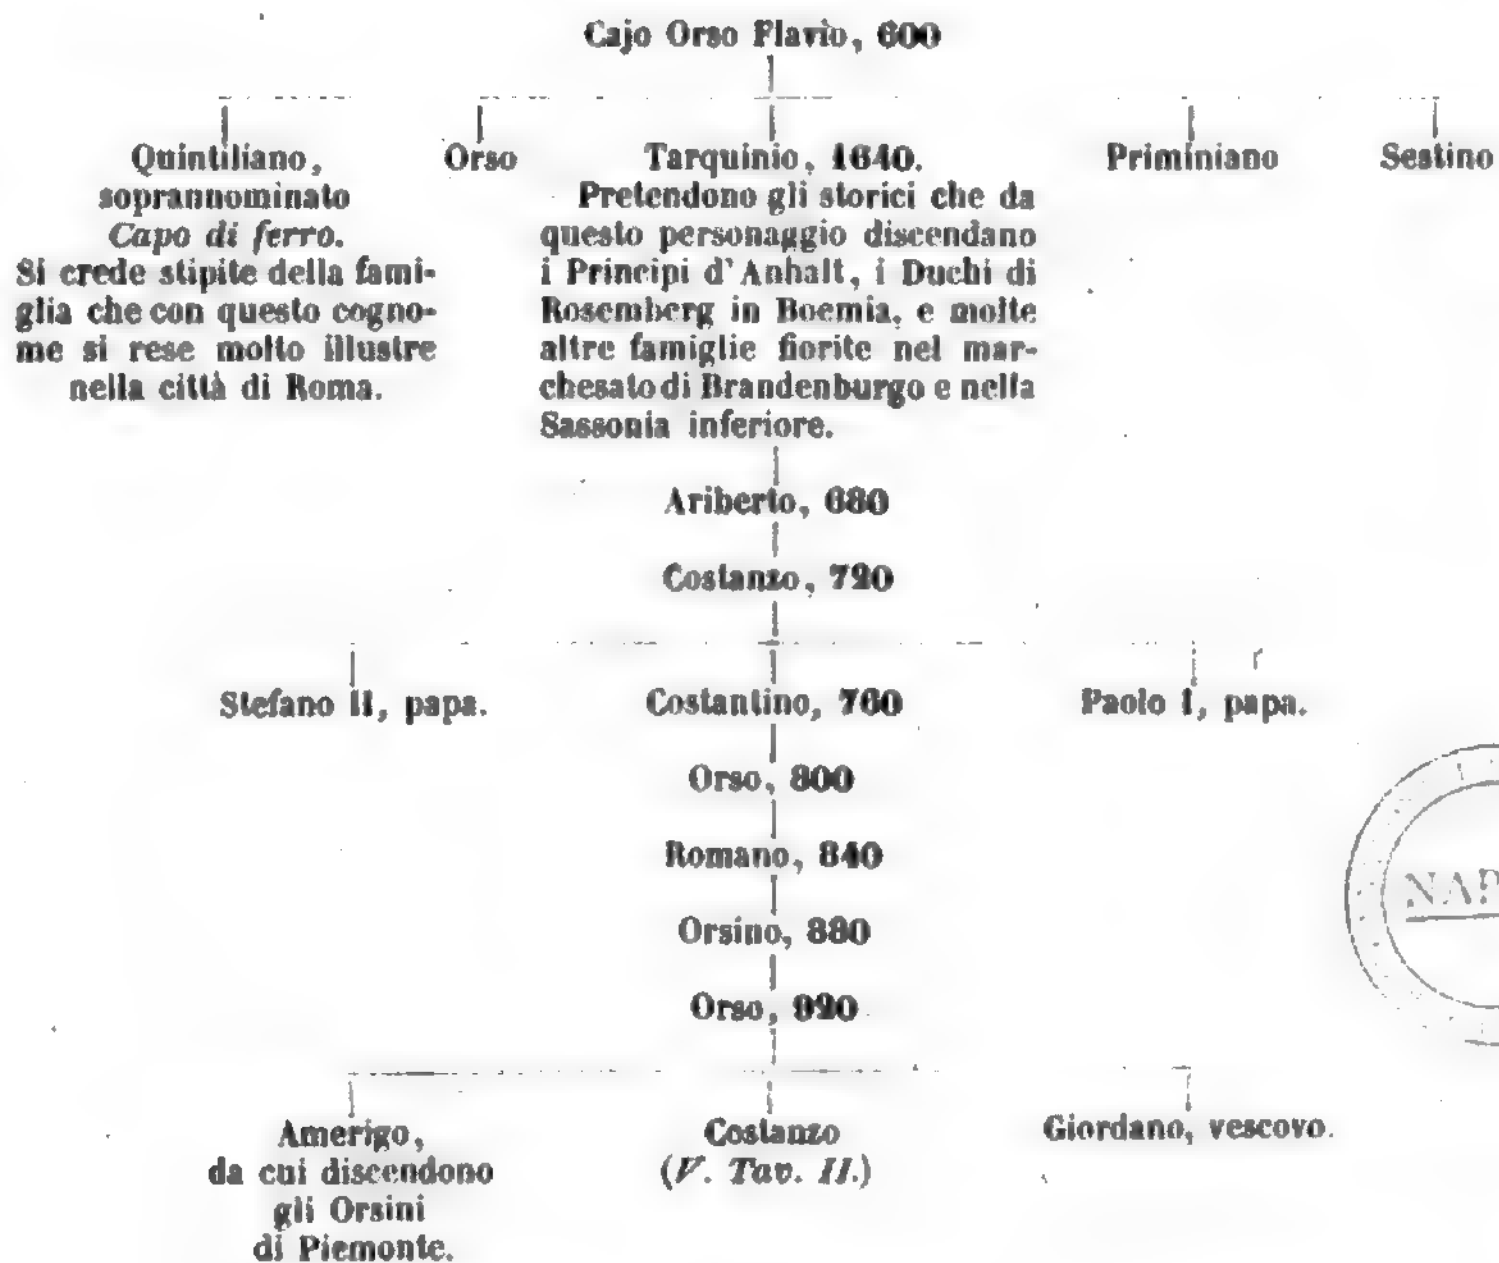 Cajo Orso Flavio, 600
Quintiliano,
soprannominato
Capo di ferro.
Si crede stipite della fami-
glia che con questo cogno-
me si rese molto illustre
nella città di Roma.
Orso
Tarquinio, 1640.
Pretendono gli storici che da
questo personaggio discendano
i Principi d'Anhalt, i Duchi di
Rosemberg in Boemia, e molte
altre famiglie fiorite nel mar-
chesato di Brandenburgo e nella
Sassonia inferiore.
Priminiano
Sestino
Ariberto, 680
Costanzo, 720
Stefano II, papa.
Costantino, 760
Paolo I, papa.
Orso, 800
Romano, 840
Orsino, 880
Orso, 920
Amerigo,
da cui discendono
gli Orsini
di Piemonte.
Costanzo
(V. Tav. II.)
Giordano, vescovo.